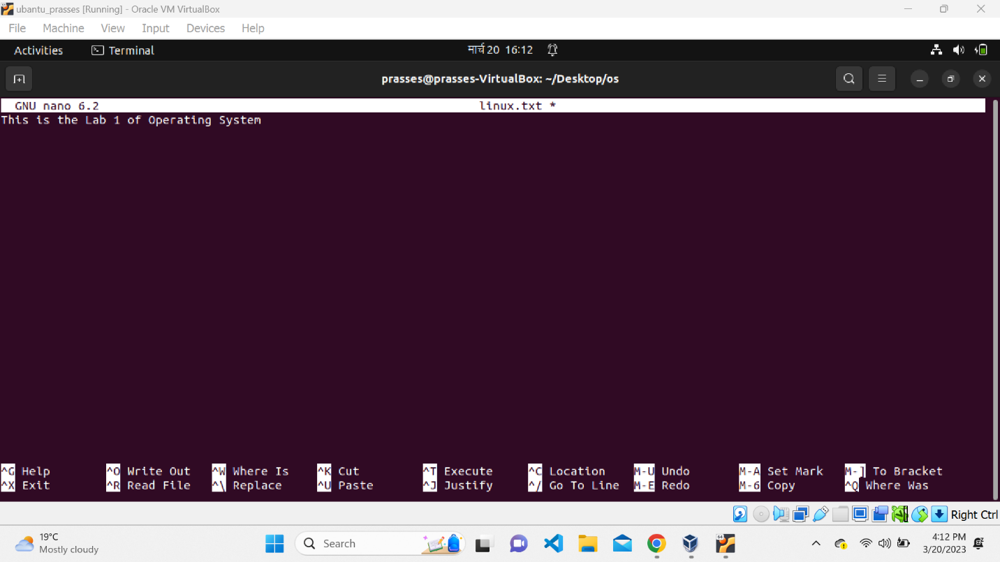 ubantu_prasses [Running] - Oracle VM VirtualBox
File Machine View Input Devices Help
Activities Terminal मार्च 20 16:12
prasses@prasses-VirtualBox: ~/Desktop/os
GNU nano 6.2 linux.txt *
This is the Lab 1 of Operating System
^G Help ^O Write Out ^W Where Is ^K Cut ^T Execute ^C Location M-U Undo M-A Set Mark M-] To Bracket
^X Exit ^R Read File ^\ Replace ^U Paste ^J Justify ^/ Go To Line M-E Redo M-6 Copy ^Q Where Was
Right Ctrl
19°C
Mostly cloudy
Search
4:12 PM
3/20/2023